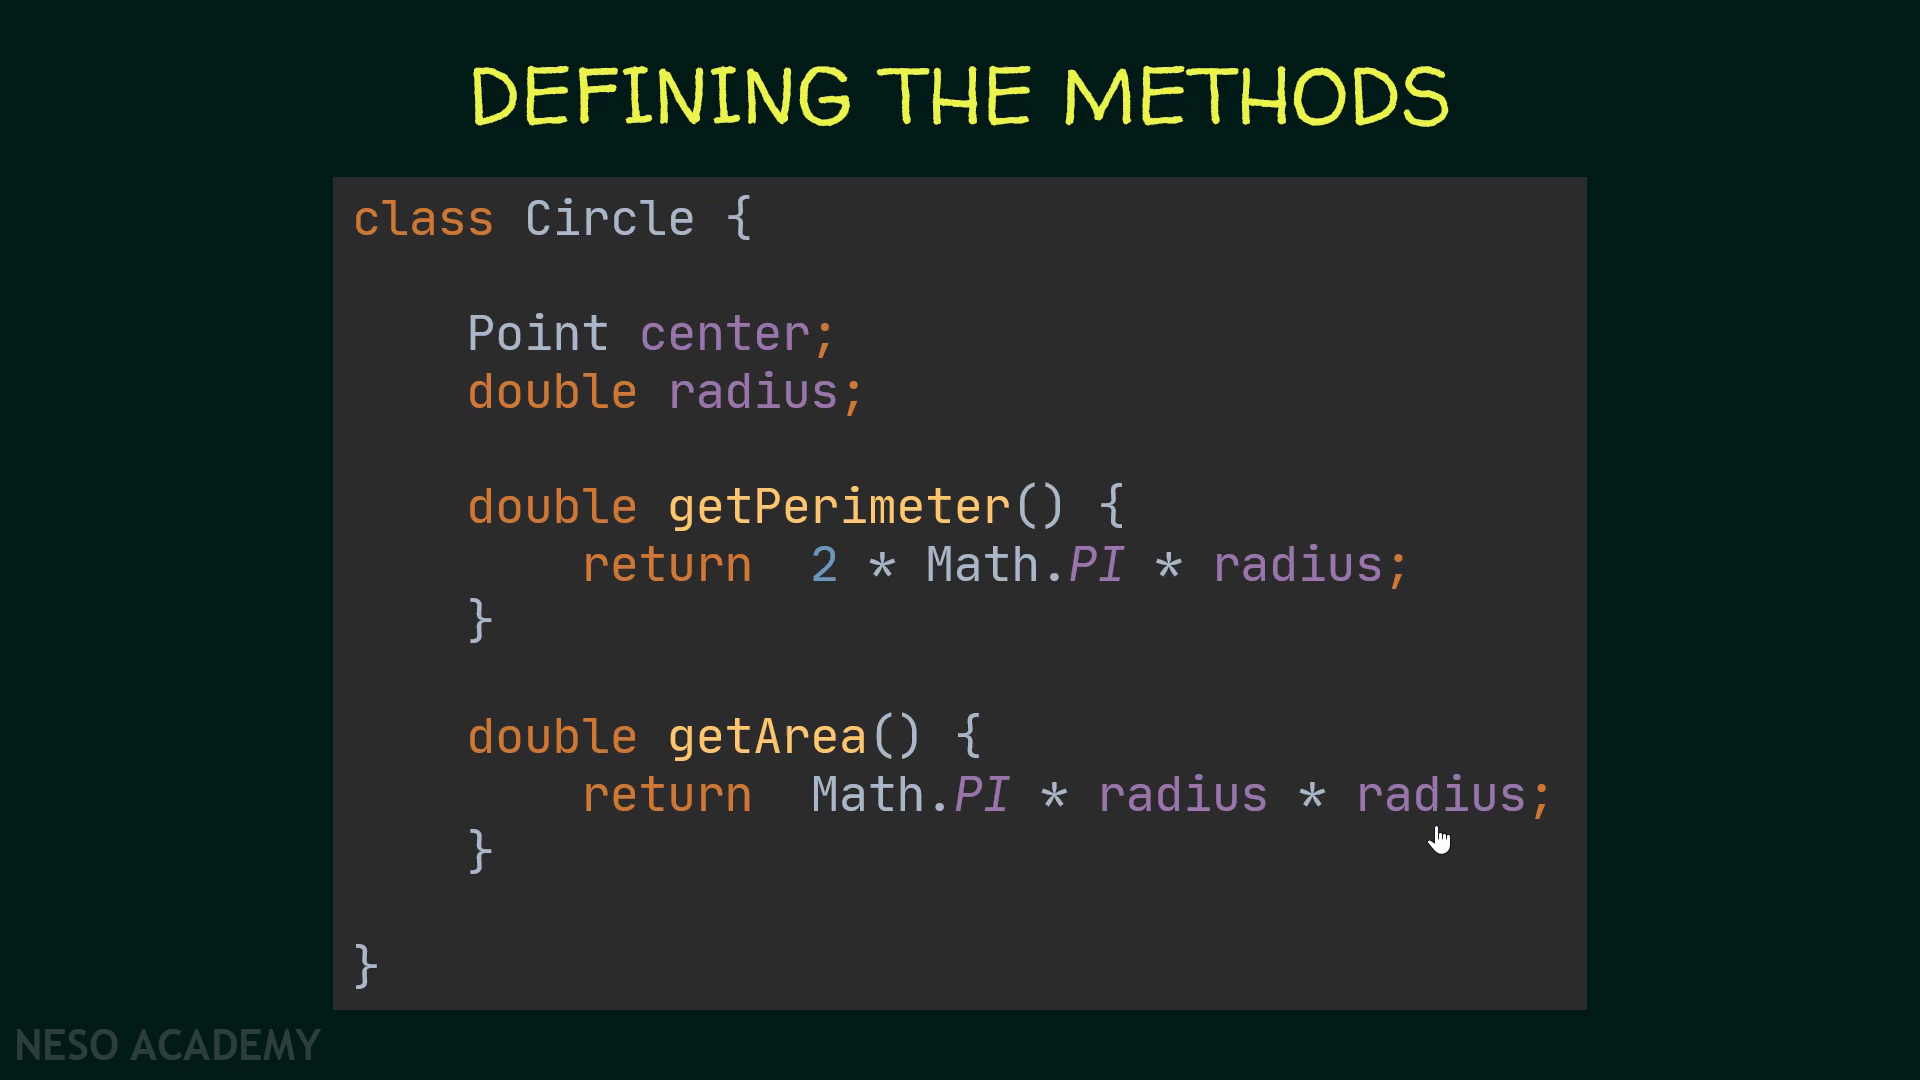 DEFINING THE METHODS
class Circle {
Point center;
double radius;
double getPerimeter() {
return  2 * Math.PI * radius;
}
double getArea() {
return  Math.PI * radius * radius;
}
}
NESO ACADEMY